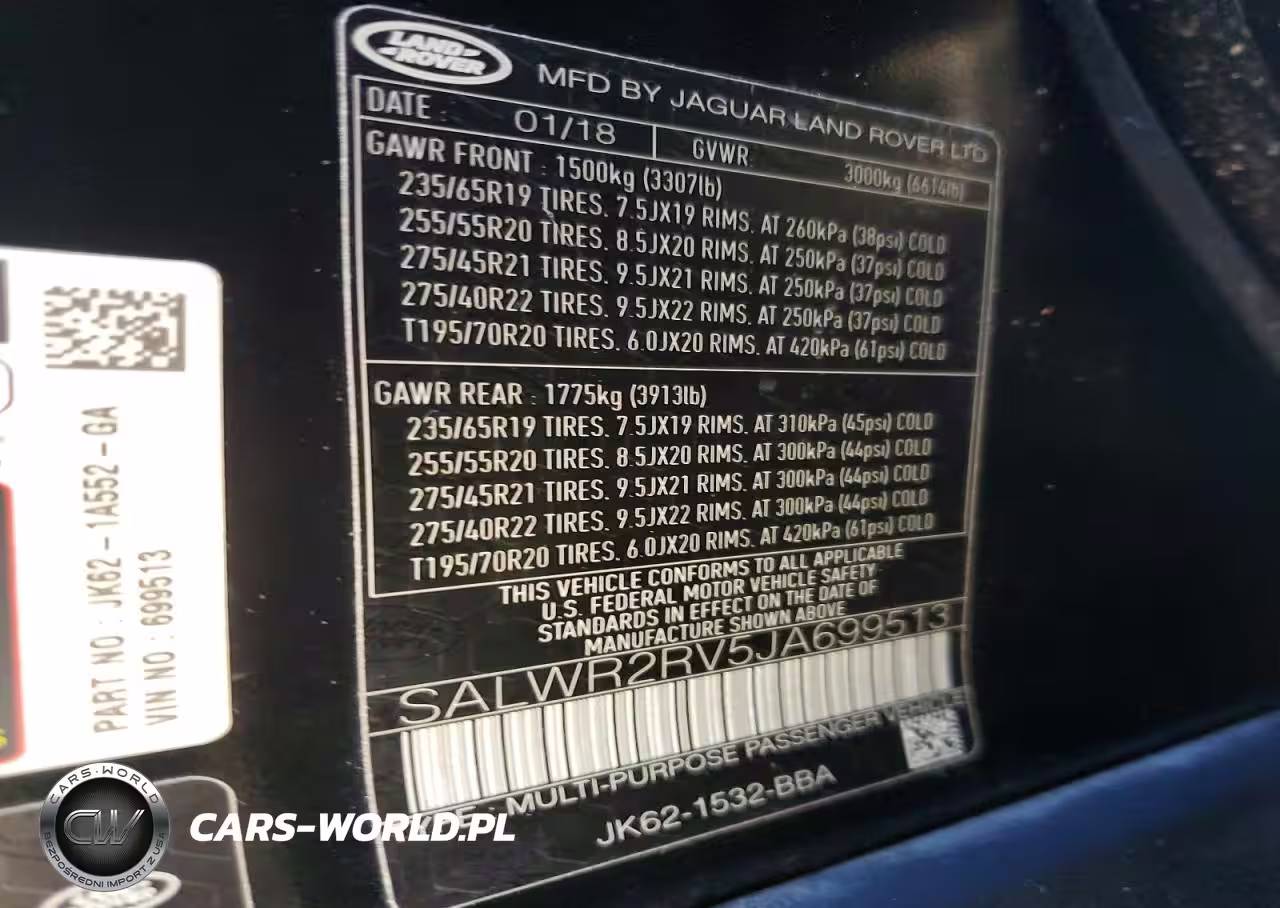 LAND ROVER
MFD BY JAGUAR LAND ROVER LTD
DATE : 01/18 GVWR: 3000kg (6614lb)
GAWR FRONT : 1500kg (3307lb)
235/65R19 TIRES. 7.5JX19 RIMS. AT 260kPa (38psi) COLD
255/55R20 TIRES. 8.5JX20 RIMS. AT 250kPa (37psi) COLD
275/45R21 TIRES. 9.5JX21 RIMS. AT 250kPa (37psi) COLD
275/40R22 TIRES. 9.5JX22 RIMS. AT 250kPa (37psi) COLD
T195/70R20 TIRES. 6.0JX20 RIMS. AT 420kPa (61psi) COLD
GAWR REAR : 1775kg (3913lb)
235/65R19 TIRES. 7.5JX19 RIMS. AT 310kPa (45psi) COLD
255/55R20 TIRES. 8.5JX20 RIMS. AT 300kPa (44psi) COLD
275/45R21 TIRES. 9.5JX21 RIMS. AT 300kPa (44psi) COLD
275/40R22 TIRES. 9.5JX22 RIMS. AT 300kPa (44psi) COLD
T195/70R20 TIRES. 6.0JX20 RIMS. AT 420kPa (61psi) COLD
THIS VEHICLE CONFORMS TO ALL APPLICABLE
U.S. FEDERAL MOTOR VEHICLE SAFETY
STANDARDS IN EFFECT ON THE DATE OF
MANUFACTURE SHOWN ABOVE
SALWR2RV5JA699513
TYPE : MULTI-PURPOSE PASSENGER VEHICLE
JK62-1532-BBA
PART NO : JK62-1A552-GA
VIN NO : 699513
CARS-WORLD
CW
BEZPOŚREDNI IMPORT Z USA
CARS-WORLD.PL